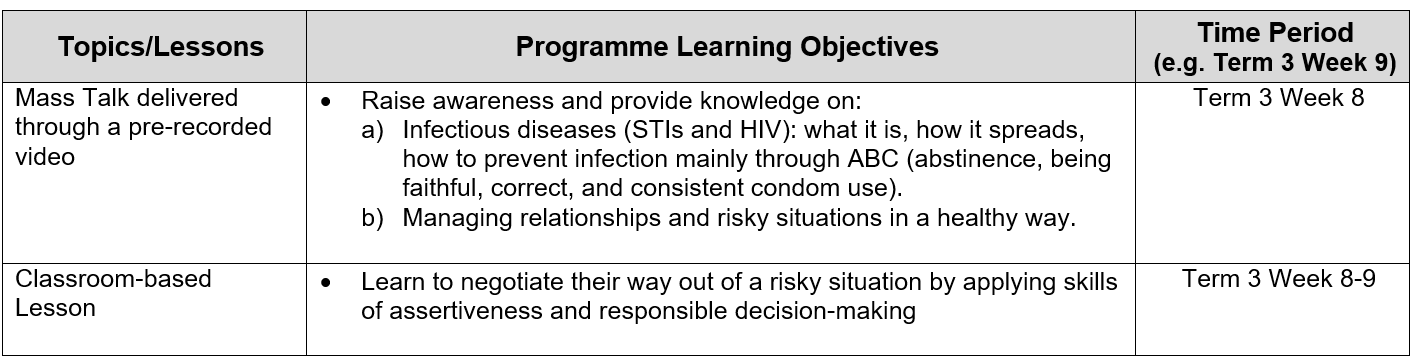 Topics/Lessons
Programme Learning Objectives
Time Period
(e.g. Term 3 Week 9)
Mass Talk delivered
through a pre-recorded
video
• Raise awareness and provide knowledge on:
a) Infectious diseases (STIs and HIV): what it is, how it spreads,
how to prevent infection mainly through ABC (abstinence, being
faithful, correct, and consistent condom use).
b) Managing relationships and risky situations in a healthy way.
Term 3 Week 8
Classroom-based
Lesson
• Learn to negotiate their way out of a risky situation by applying skills
of assertiveness and responsible decision-making
Term 3 Week 8-9